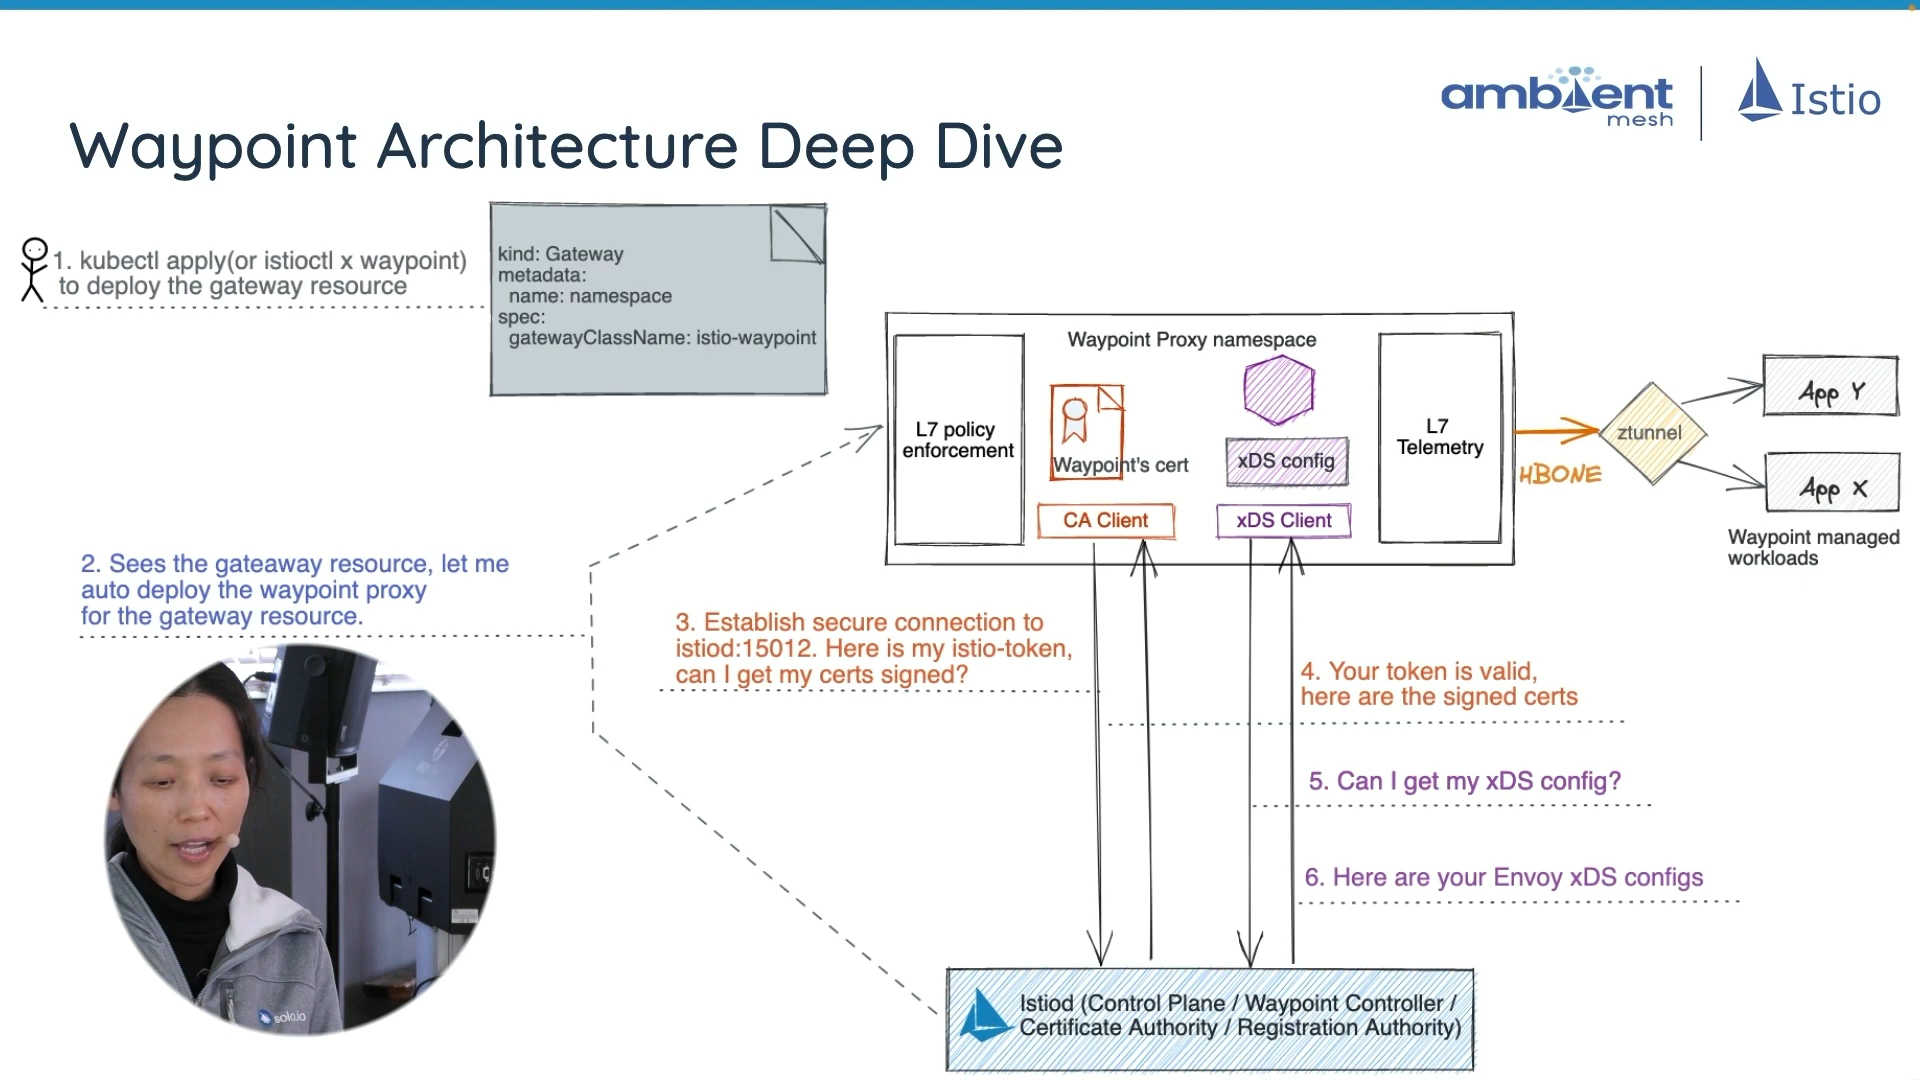 ambient
mesh
Istio
Waypoint Architecture Deep Dive
1. kubectl apply(or istioctl x waypoint)
to deploy the gateway resource
kind: Gateway
metadata:
name: namespace
spec:
gatewayClassName: istio-waypoint
Waypoint Proxy namespace
L7 policy
enforcement
Waypoint's cert
xDS config
CA Client
xDS Client
L7
Telemetry
HBONE
ztunnel
App Y
App X
Waypoint managed
workloads
2. Sees the gateaway resource, let me
auto deploy the waypoint proxy
for the gateway resource.
3. Establish secure connection to
istiod:15012. Here is my istio-token,
can I get my certs signed?
4. Your token is valid,
here are the signed certs
5. Can I get my xDS config?
6. Here are your Envoy xDS configs
solo.io
Istiod (Control Plane / Waypoint Controller /
Certificate Authority / Registration Authority)